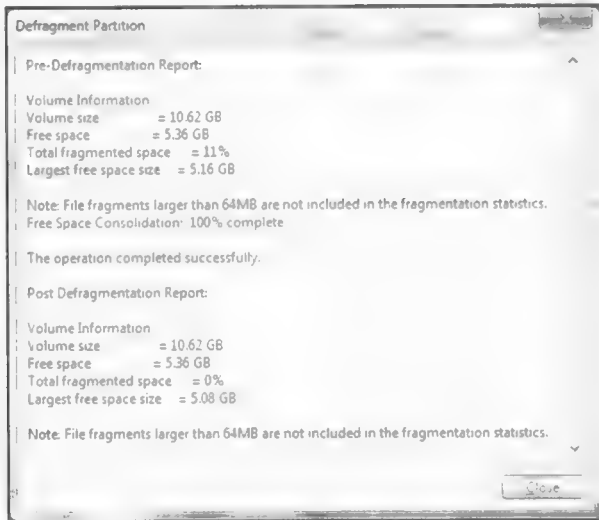 Defragment Partition
Pre-Defragmentation Report:
Volume Information
Volume size = 10.62 GB
Free space = 5.36 GB
Total fragmented space = 11%
Largest free space size = 5.16 GB
Note: File fragments larger than 64MB are not included in the fragmentation statistics.
Free Space Consolidation: 100% complete
The operation completed successfully.
Post Defragmentation Report:
Volume Information
Volume size = 10.62 GB
Free space = 5.36 GB
Total fragmented space = 0%
Largest free space size = 5.08 GB
Note: File fragments larger than 64MB are not included in the fragmentation statistics.
Close